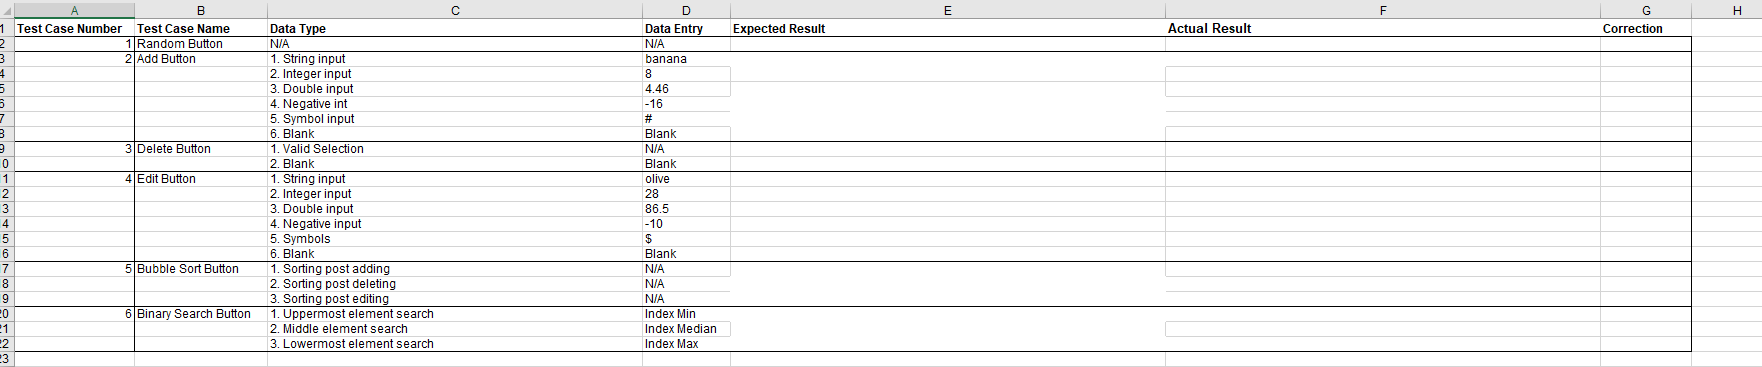 A B C D E F G H
1 Test Case Number Test Case Name Data Type Data Entry Expected Result Actual Result Correction
2 1 Random Button N/A N/A
3 2 Add Button 1. String input banana
4 2. Integer input 8
5 3. Double input 4.46
6 4. Negative int -16
7 5. Symbol input #
8 6. Blank Blank
9 3 Delete Button 1. Valid Selection N/A
0 2. Blank Blank
1 4 Edit Button 1. String input olive
2 2. Integer input 28
3 3. Double input 86.5
4 4. Negative input -10
5 5. Symbols $
6 6. Blank Blank
7 5 Bubble Sort Button 1. Sorting post adding N/A
8 2. Sorting post deleting N/A
9 3. Sorting post editing N/A
20 6 Binary Search Button 1. Uppermost element search Index Min
21 2. Middle element search Index Median
22 3. Lowermost element search Index Max
23